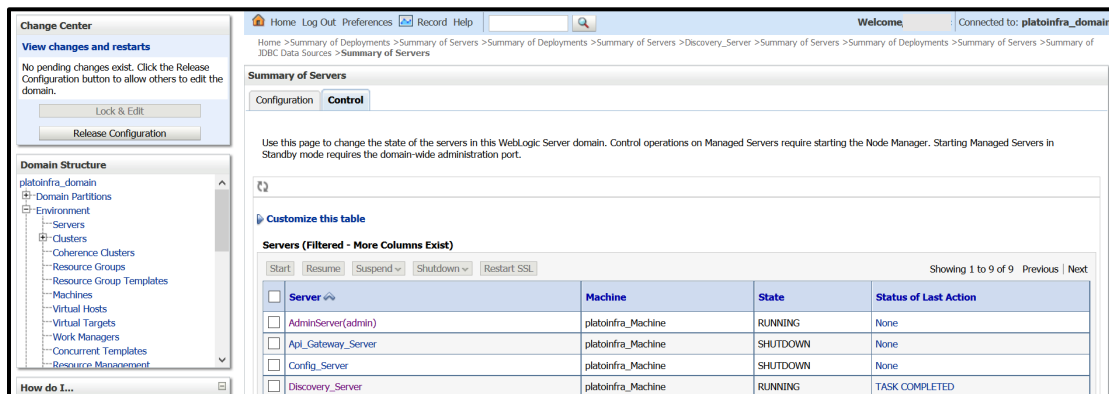 Change Center
View changes and restarts
No pending changes exist. Click the Release
Configuration button to allow others to edit the
domain.
Lock & Edit
Release Configuration
Domain Structure
platoinfra_domain
Domain Partitions
Environment
Servers
Clusters
Coherence Clusters
Resource Groups
Resource Group Templates
Machines
Virtual Hosts
Virtual Targets
Work Managers
Concurrent Templates
Resource Management
How do I...
Home Log Out Preferences Record Help
Welcome,
Connected to: platoinfra_domain
Home >Summary of Deployments >Summary of Servers >Summary of Deployments >Summary of Servers >Discovery_Server >Summary of Servers >Summary of Deployments >Summary of Servers >Summary of
JDBC Data Sources >Summary of Servers
Summary of Servers
Configuration Control
Use this page to change the state of the servers in this WebLogic Server domain. Control operations on Managed Servers require starting the Node Manager. Starting Managed Servers in
Standby mode requires the domain-wide administration port.
Customize this table
Servers (Filtered - More Columns Exist)
Start Resume Suspend Shutdown Restart SSL
Showing 1 to 9 of 9 Previous | Next
Server Machine State Status of Last Action
AdminServer(admin) platoinfra_Machine RUNNING None
Api_Gateway_Server platoinfra_Machine SHUTDOWN None
Config_Server platoinfra_Machine SHUTDOWN None
Discovery_Server platoinfra_Machine RUNNING TASK COMPLETED